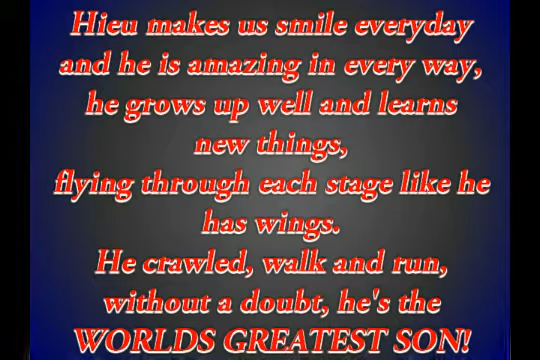 Hieu makes us smile everyday
and he is amazing in every way,
he grows up well and learns
new things,
flying through each stage like he
has wings.
He crawled, walk and run,
without a doubt, he's the
WORLDS GREATEST SON!